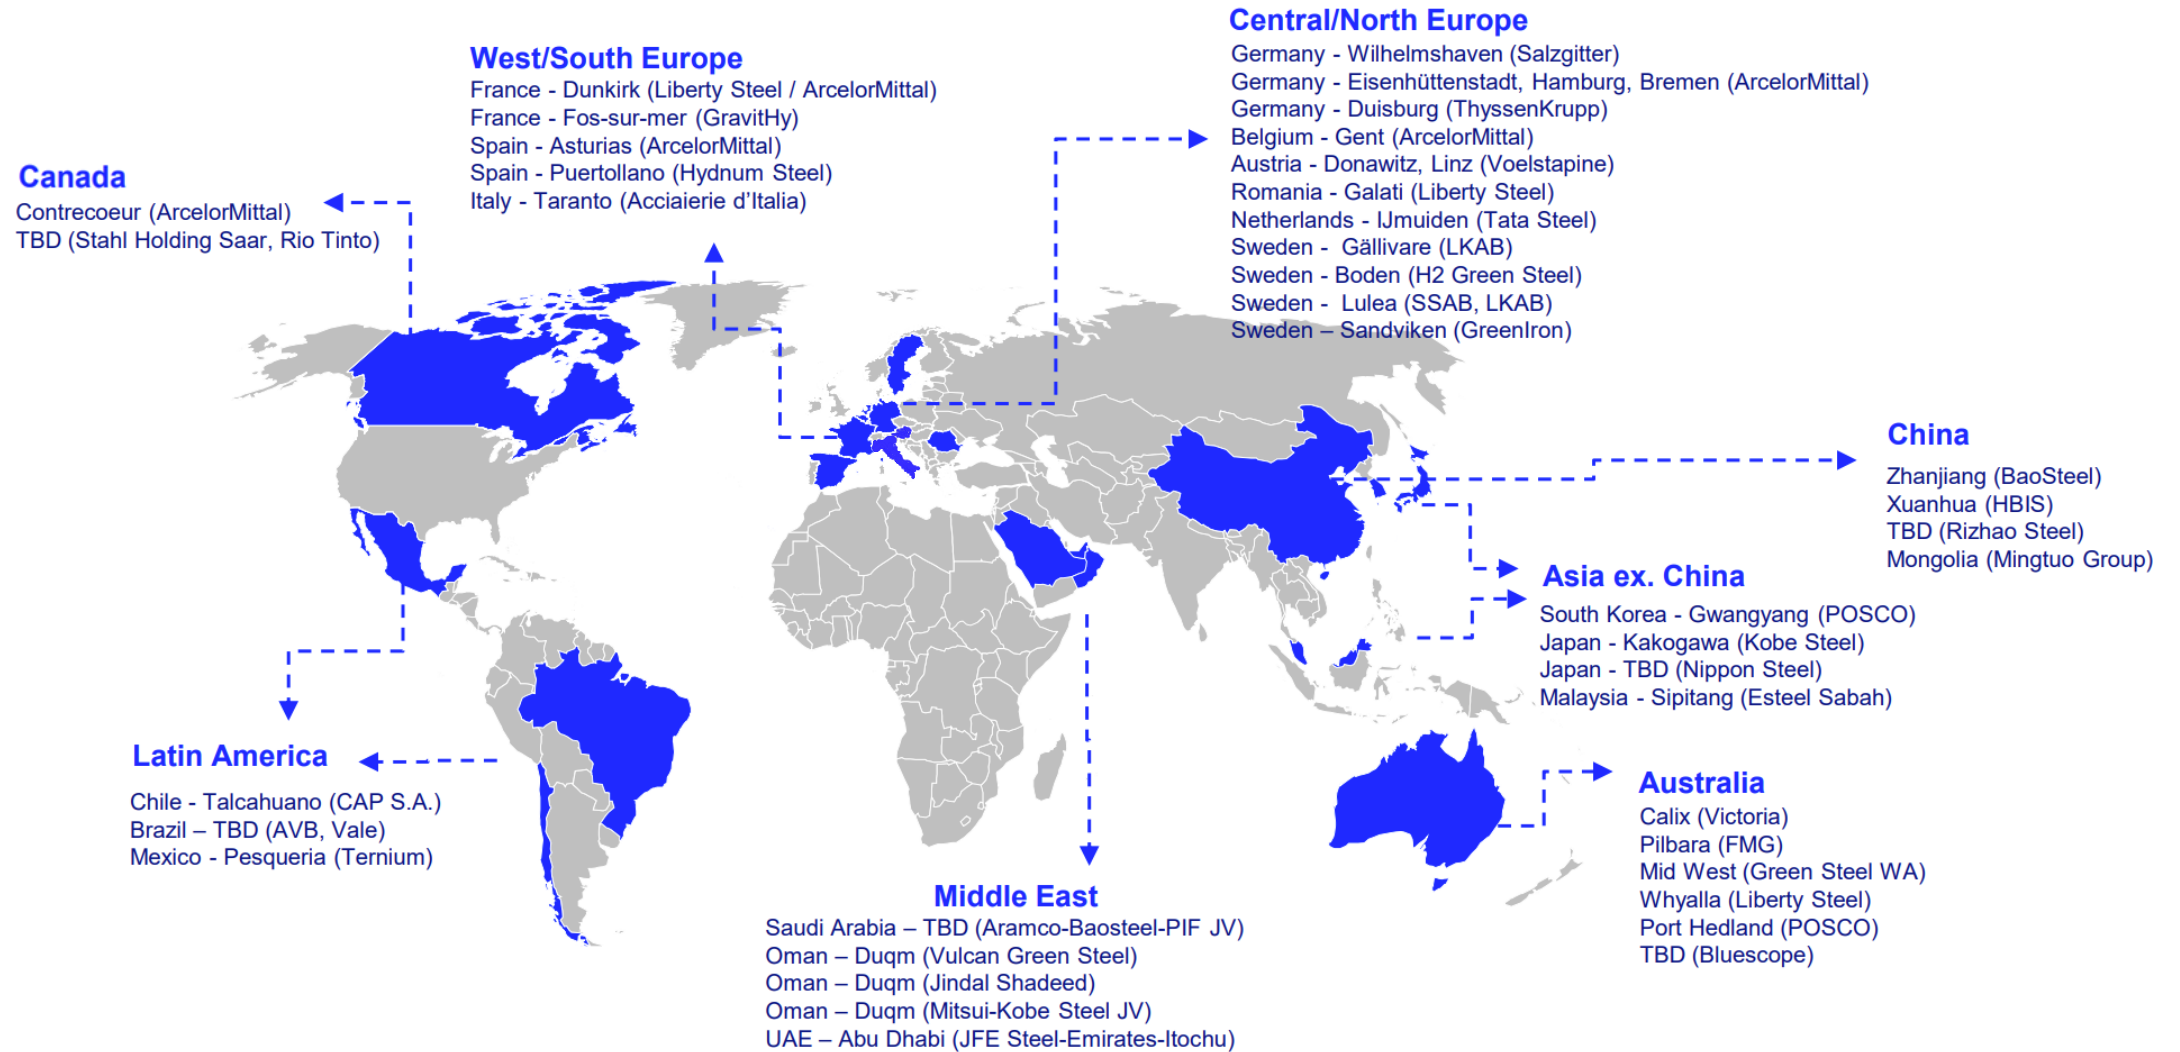 Central/North Europe
Germany - Wilhelmshaven (Salzgitter)
Germany - Eisenhüttenstadt, Hamburg, Bremen (ArcelorMittal)
Germany - Duisburg (ThyssenKrupp)
Belgium - Gent (ArcelorMittal)
Austria - Donawitz, Linz (Voelstapine)
Romania - Galati (Liberty Steel)
Netherlands - IJmuiden (Tata Steel)
Sweden - Gällivare (LKAB)
Sweden - Boden (H2 Green Steel)
Sweden - Lulea (SSAB, LKAB)
Sweden – Sandviken (GreenIron)
West/South Europe
France - Dunkirk (Liberty Steel / ArcelorMittal)
France - Fos-sur-mer (GravitHy)
Spain - Asturias (ArcelorMittal)
Spain - Puertollano (Hydnum Steel)
Italy - Taranto (Acciaierie d'Italia)
Canada
Contrecoeur (ArcelorMittal)
TBD (Stahl Holding Saar, Rio Tinto)
China
Zhanjiang (BaoSteel)
Xuanhua (HBIS)
TBD (Rizhao Steel)
Mongolia (Mingtuo Group)
Asia ex. China
South Korea - Gwangyang (POSCO)
Japan - Kakogawa (Kobe Steel)
Japan - TBD (Nippon Steel)
Malaysia - Sipitang (Esteel Sabah)
Latin America
Chile - Talcahuano (CAP S.A.)
Brazil – TBD (AVB, Vale)
Mexico - Pesqueria (Ternium)
Australia
Calix (Victoria)
Pilbara (FMG)
Mid West (Green Steel WA)
Whyalla (Liberty Steel)
Port Hedland (POSCO)
TBD (Bluescope)
Middle East
Saudi Arabia – TBD (Aramco-Baosteel-PIF JV)
Oman – Duqm (Vulcan Green Steel)
Oman – Duqm (Jindal Shadeed)
Oman – Duqm (Mitsui-Kobe Steel JV)
UAE – Abu Dhabi (JFE Steel-Emirates-Itochu)